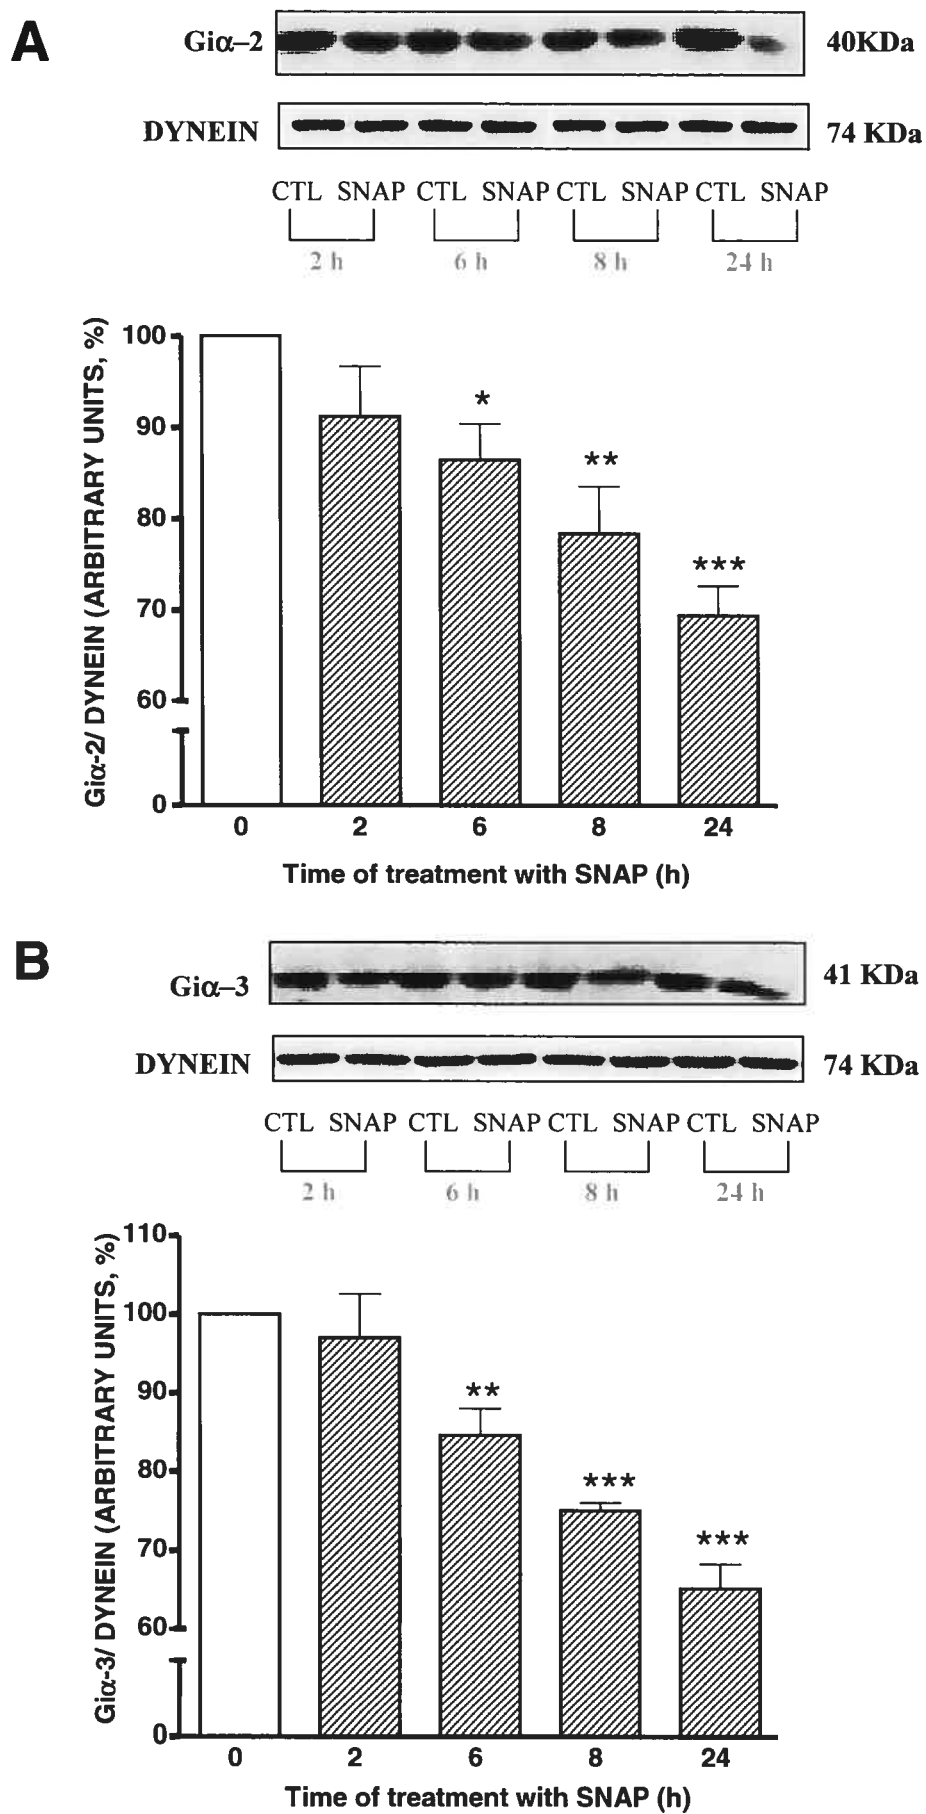 A
Giα–2
40KDa
DYNEIN
74 KDa
CTL SNAP CTL SNAP CTL SNAP CTL SNAP
2 h 6 h 8 h 24 h
Giα-2/ DYNEIN (ARBITRARY UNITS, %)
100
90
80
70
60
0
*
**
***
0 2 6 8 24
Time of treatment with SNAP (h)
B
Giα–3
41 KDa
DYNEIN
74 KDa
CTL SNAP CTL SNAP CTL SNAP CTL SNAP
2 h 6 h 8 h 24 h
Giα-3/ DYNEIN (ARBITRARY UNITS, %)
110
100
90
80
70
60
0
**
***
***
0 2 6 8 24
Time of treatment with SNAP (h)